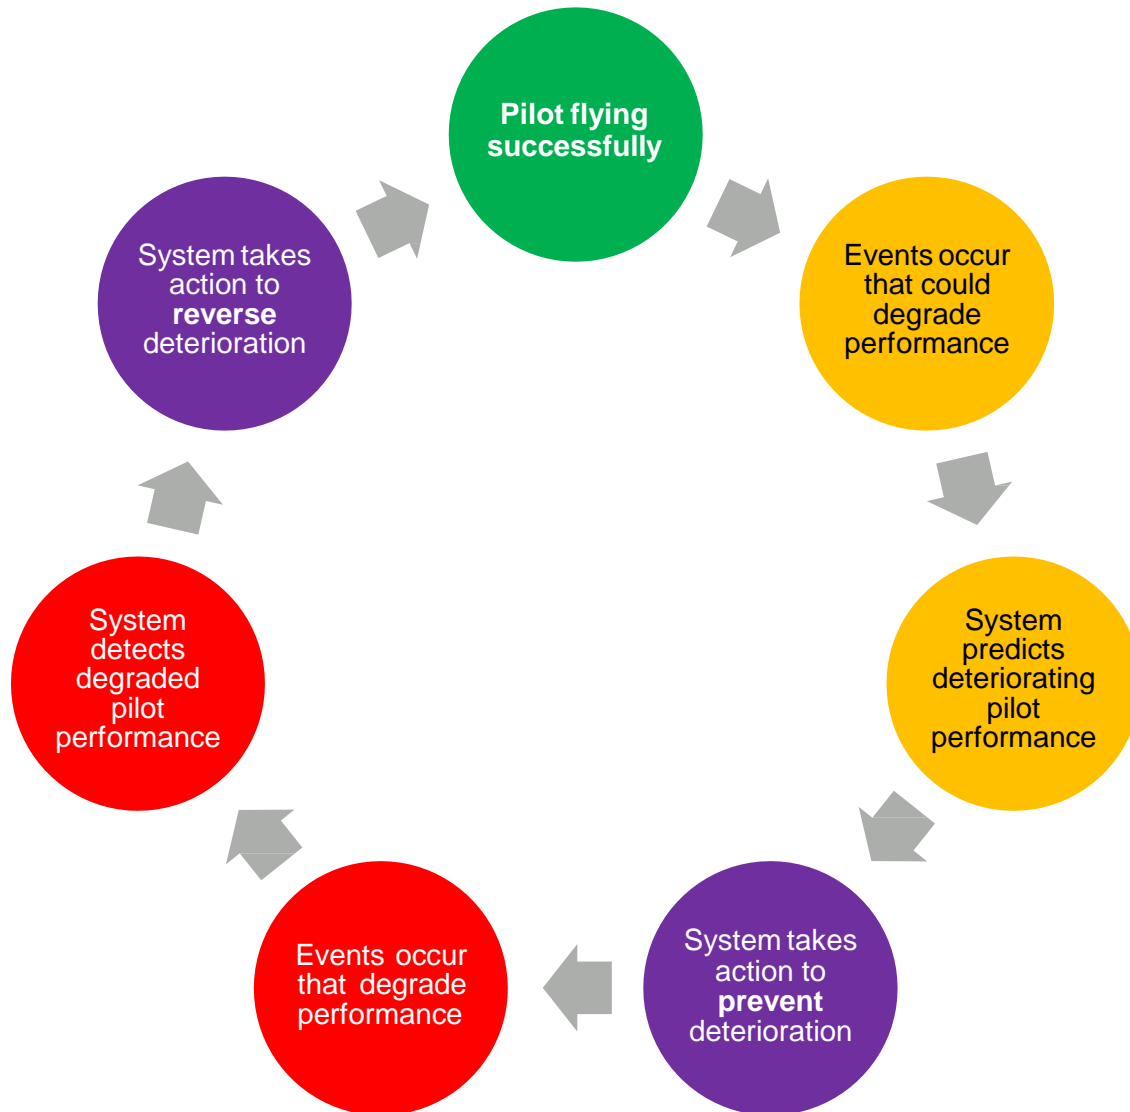 Pilot flying
successfully
Events occur
that could
degrade
performance
System
predicts
deteriorating
pilot
performance
System takes
action to
prevent
deterioration
Events occur
that degrade
performance
System
detects
degraded
pilot
performance
System takes
action to
reverse
deterioration